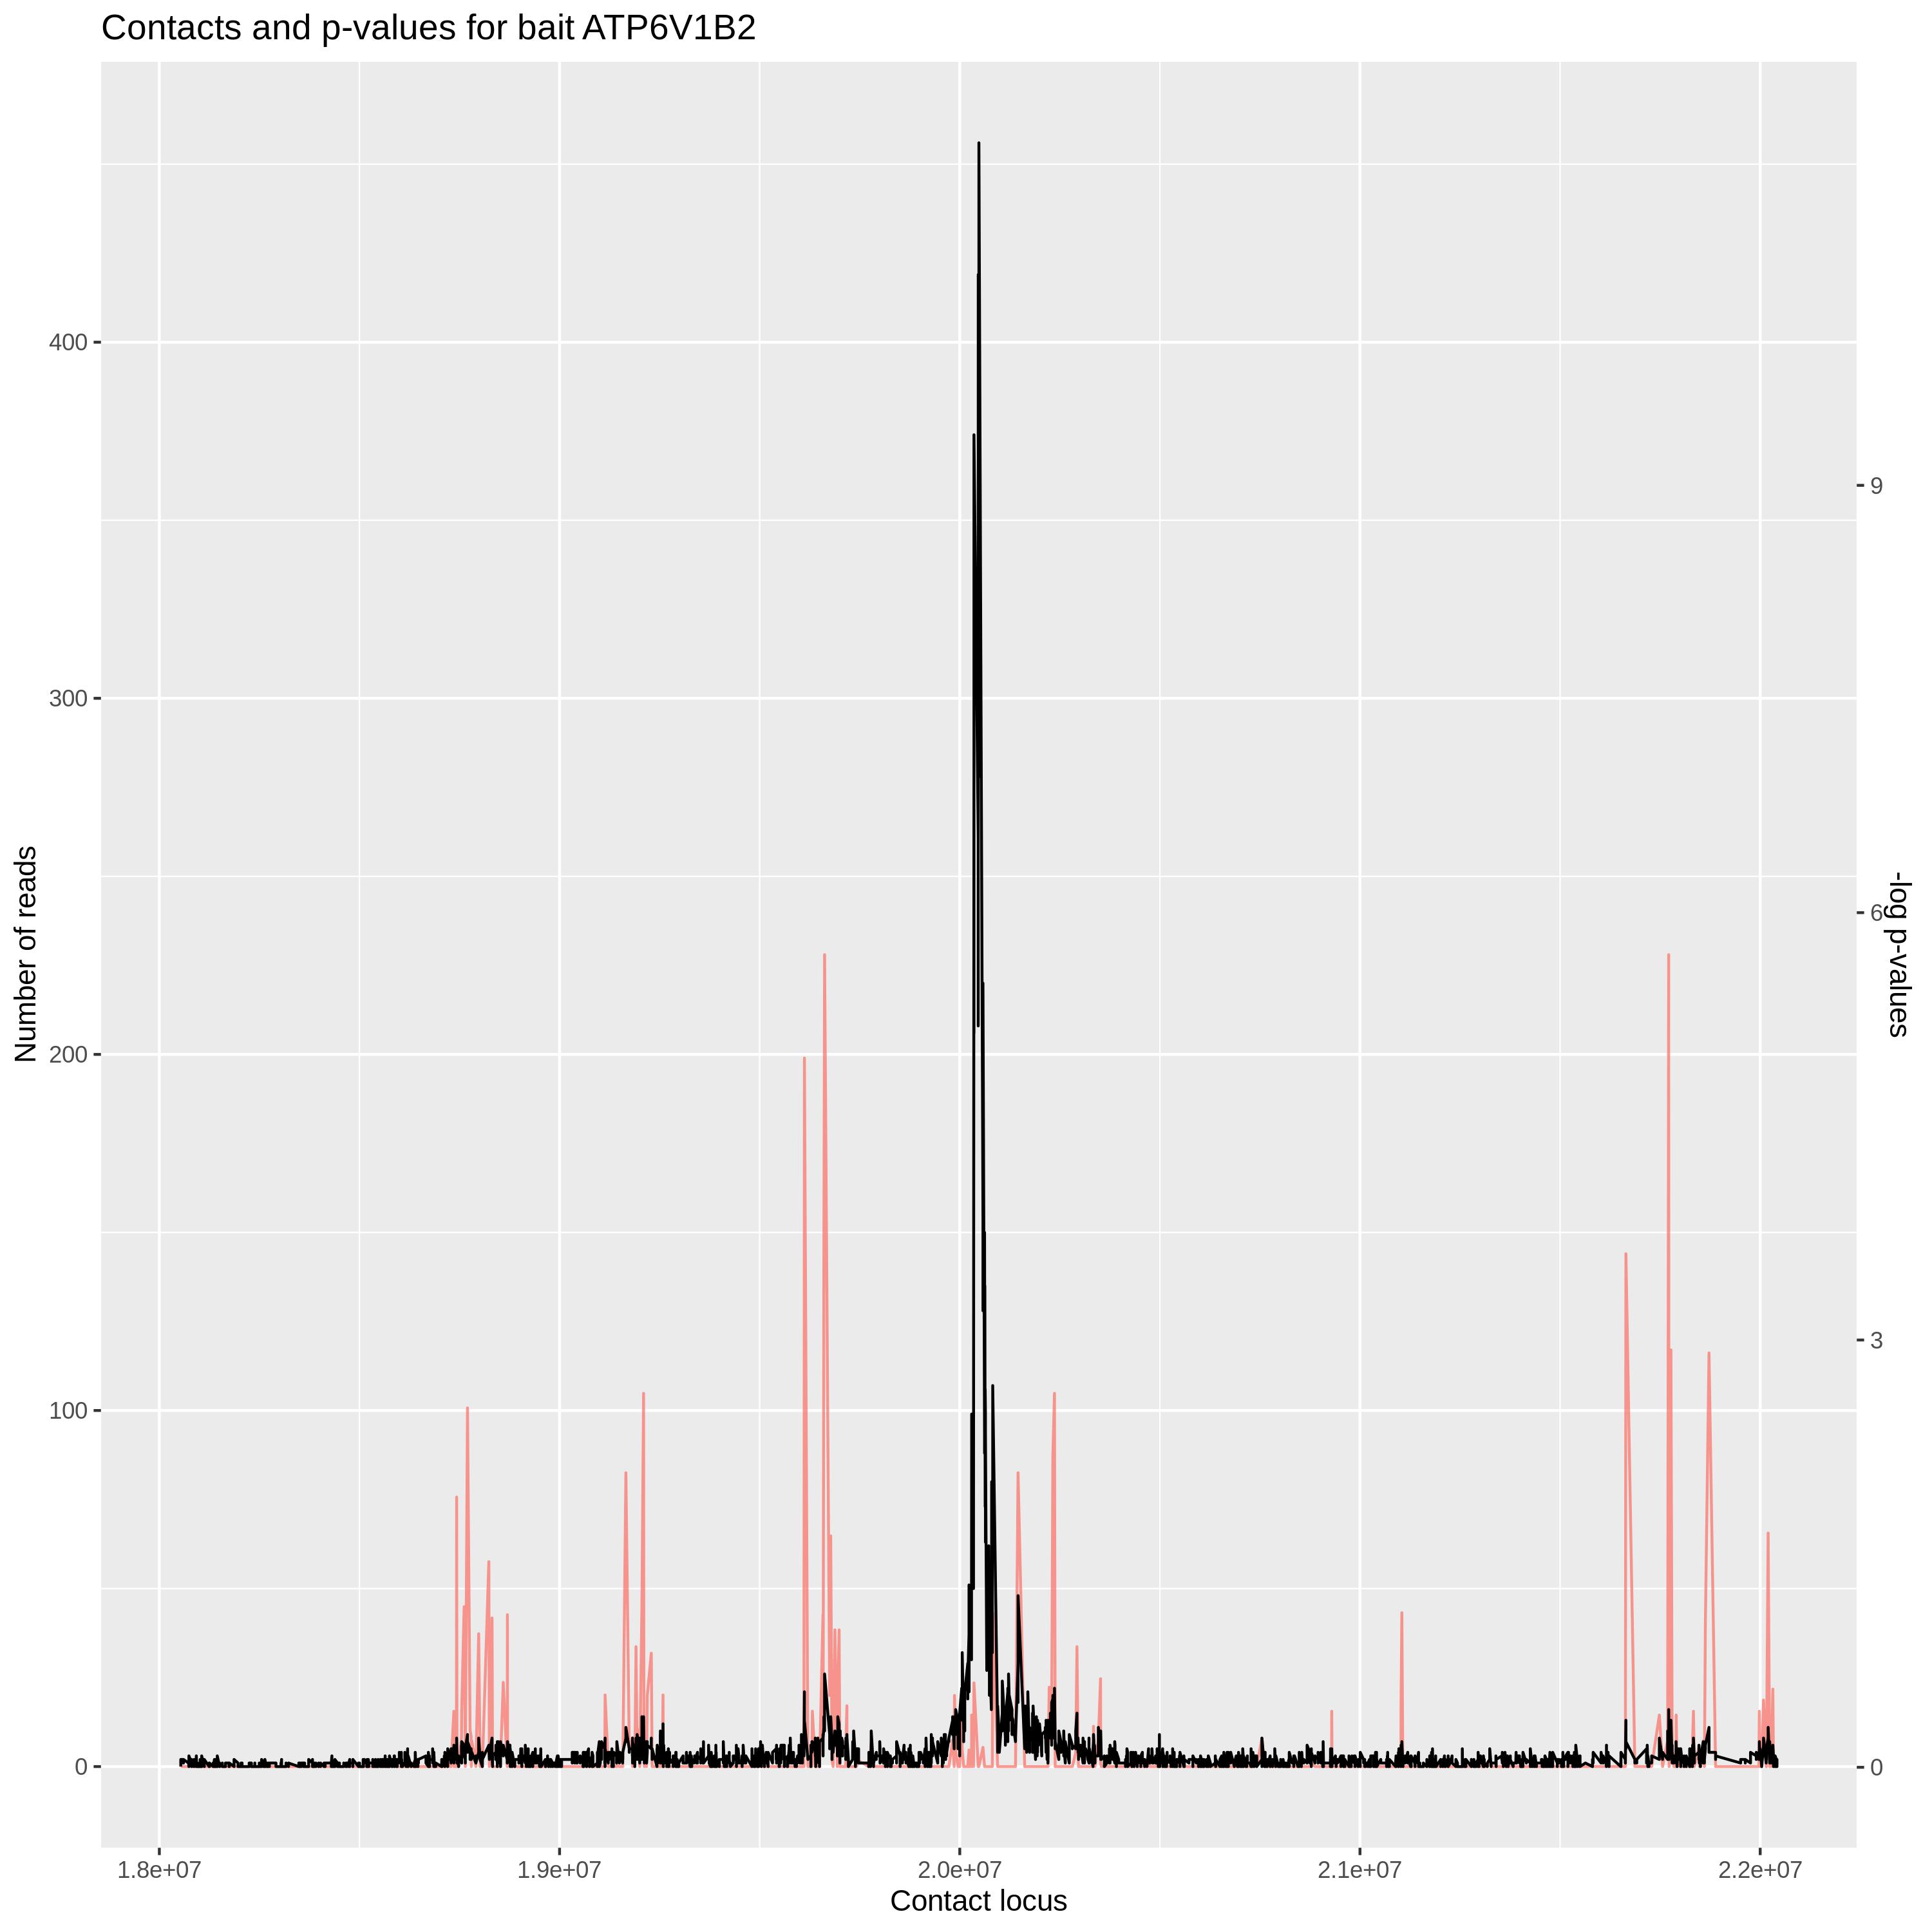 Contacts and p-values for bait ATP6V1B2
Number of reads
400
300
200
100
0
9
6
3
0
-log p-values
1.8e+07 1.9e+07 2.0e+07 2.1e+07 2.2e+07
Contact locus